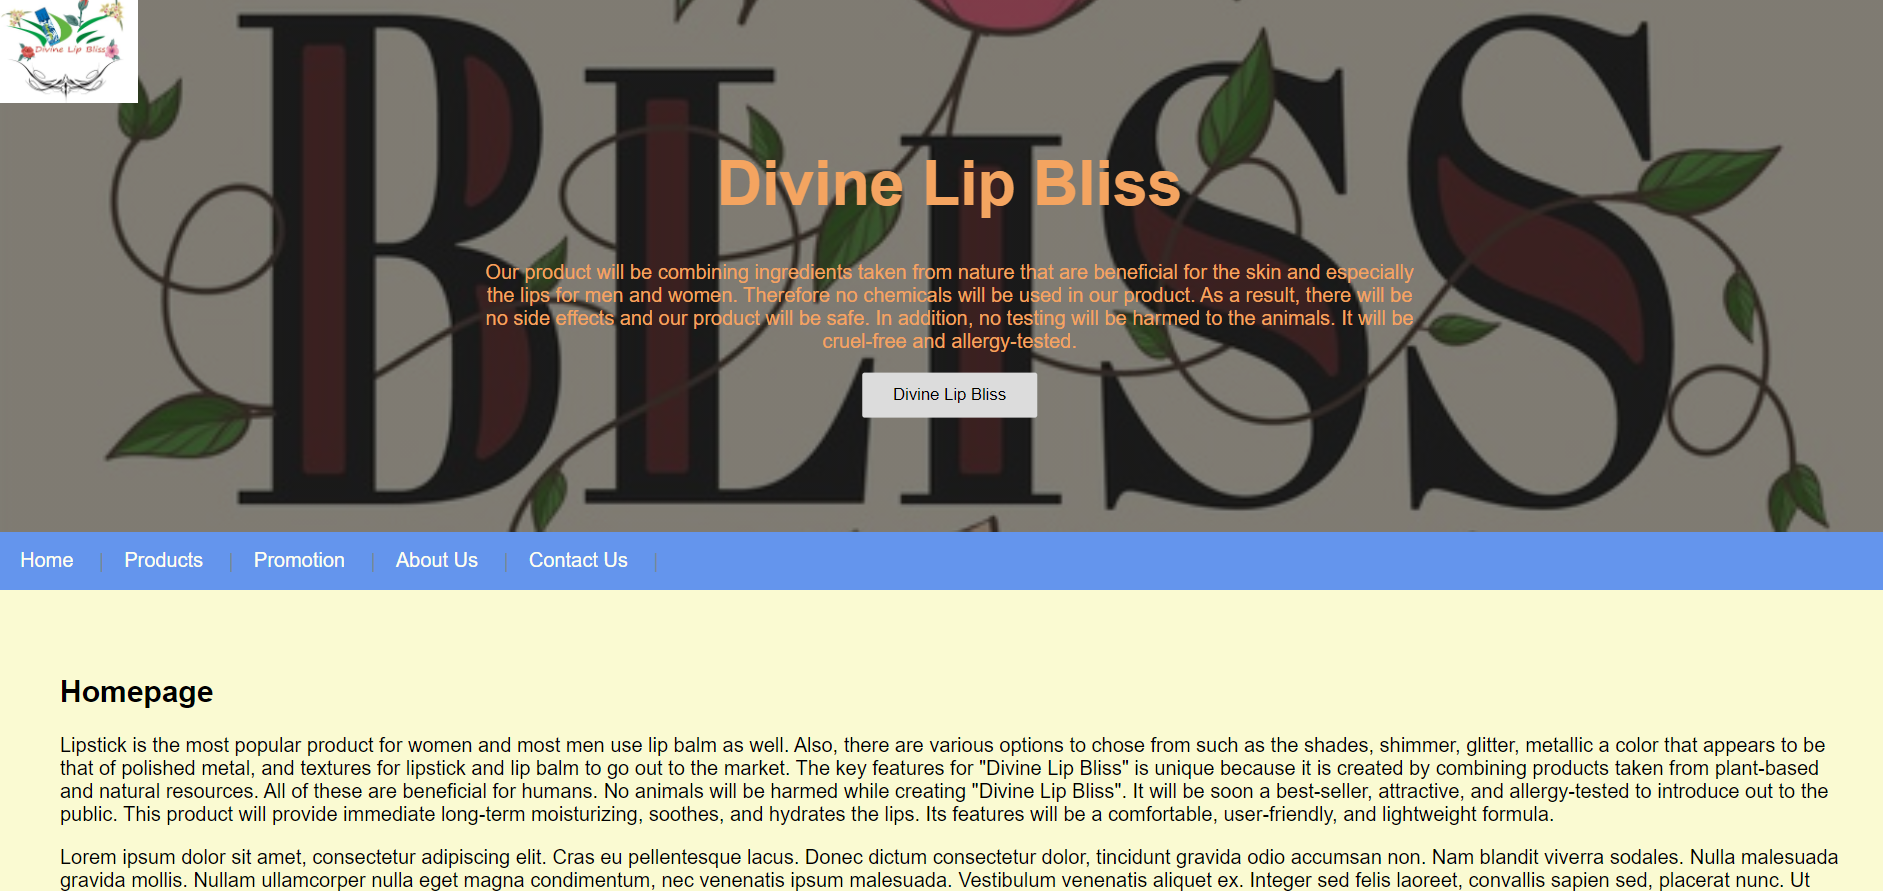 Divine Lip Bliss
BLISS
Divine Lip Bliss
Our product will be combining ingredients taken from nature that are beneficial for the skin and especially
the lips for men and women. Therefore no chemicals will be used in our product. As a result, there will be
no side effects and our product will be safe. In addition, no testing will be harmed to the animals. It will be
cruel-free and allergy-tested.
Divine Lip Bliss
Home | Products | Promotion | About Us | Contact Us |
Homepage
Lipstick is the most popular product for women and most men use lip balm as well. Also, there are various options to chose from such as the shades, shimmer, glitter, metallic a color that appears to be
that of polished metal, and textures for lipstick and lip balm to go out to the market. The key features for "Divine Lip Bliss" is unique because it is created by combining products taken from plant-based
and natural resources. All of these are beneficial for humans. No animals will be harmed while creating "Divine Lip Bliss". It will be soon a best-seller, attractive, and allergy-tested to introduce out to the
public. This product will provide immediate long-term moisturizing, soothes, and hydrates the lips. Its features will be a comfortable, user-friendly, and lightweight formula.
Lorem ipsum dolor sit amet, consectetur adipiscing elit. Cras eu pellentesque lacus. Donec dictum consectetur dolor, tincidunt gravida odio accumsan non. Nam blandit viverra sodales. Nulla malesuada
gravida mollis. Nullam ullamcorper nulla eget magna condimentum, nec venenatis ipsum malesuada. Vestibulum venenatis aliquet ex. Integer sed felis laoreet, convallis sapien sed, placerat nunc. Ut